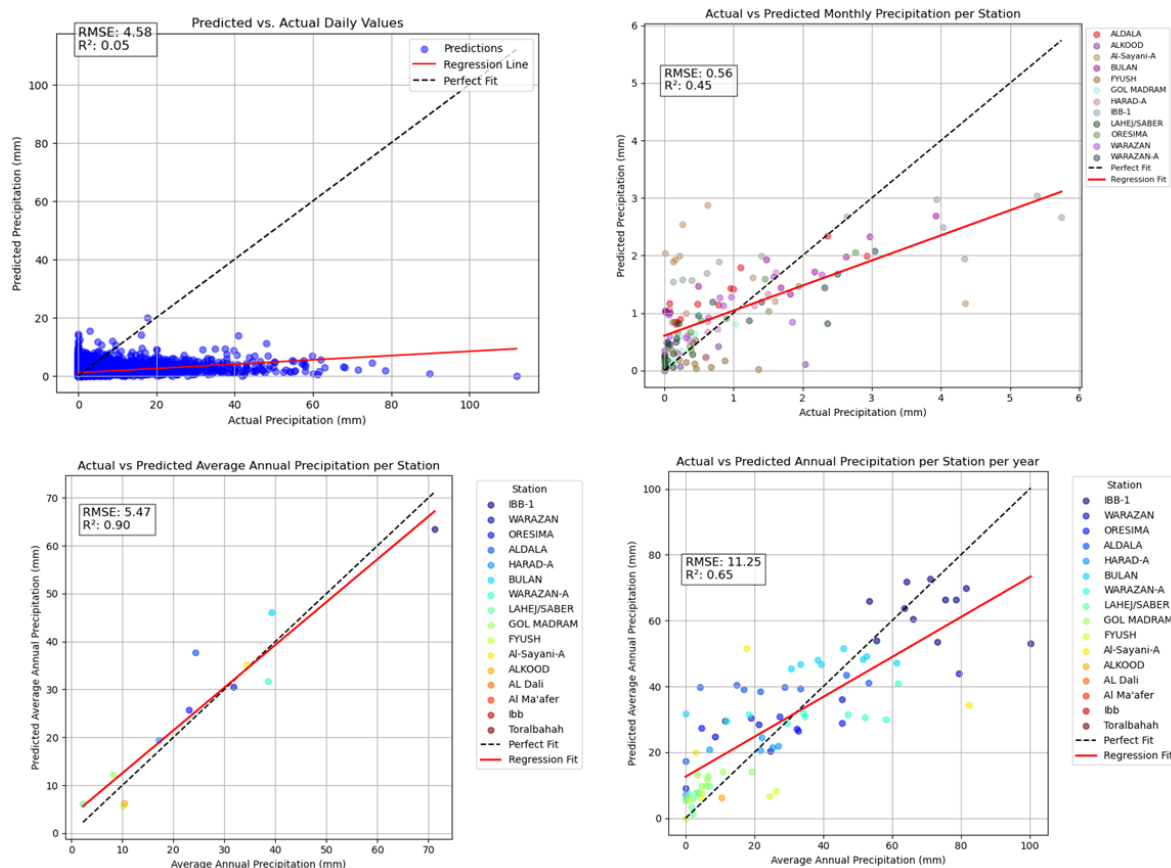 Predicted vs. Actual Daily Values
RMSE: 4.58
R²: 0.05
Predictions
Regression Line
Perfect Fit
100
80
60
40
20
0
Predicted Precipitation (mm)
0 20 40 60 80 100
Actual Precipitation (mm)
Actual vs Predicted Monthly Precipitation per Station
RMSE: 0.56
R²: 0.45
ALDALA
ALKOOD
Al-Sayani-A
BULAN
FYUSH
GOL MADRAM
HARAD-A
IBB-1
LAHEJ/SABER
ORESIMA
WARAZAN
WARAZAN-A
Perfect Fit
Regression Fit
6
5
4
3
2
1
0
Predicted Precipitation (mm)
0 1 2 3 4 5 6
Actual Precipitation (mm)
Actual vs Predicted Average Annual Precipitation per Station
RMSE: 5.47
R²: 0.90
Station
IBB-1
WARAZAN
ORESIMA
ALDALA
HARAD-A
BULAN
WARAZAN-A
LAHEJ/SABER
GOL MADRAM
FYUSH
Al-Sayani-A
ALKOOD
AL Dali
Al Ma'afer
Ibb
Toralbahah
Perfect Fit
Regression Fit
70
60
50
40
30
20
10
0
Predicted Average Annual Precipitation (mm)
0 10 20 30 40 50 60 70
Average Annual Precipitation (mm)
Actual vs Predicted Annual Precipitation per Station per year
RMSE: 11.25
R²: 0.65
Station
IBB-1
WARAZAN
ORESIMA
ALDALA
HARAD-A
BULAN
WARAZAN-A
LAHEJ/SABER
GOL MADRAM
FYUSH
Al-Sayani-A
ALKOOD
AL Dali
Al Ma'afer
Ibb
Toralbahah
Perfect Fit
Regression Fit
100
80
60
40
20
0
Predicted Average Annual Precipitation (mm)
0 20 40 60 80 100
Average Annual Precipitation (mm)